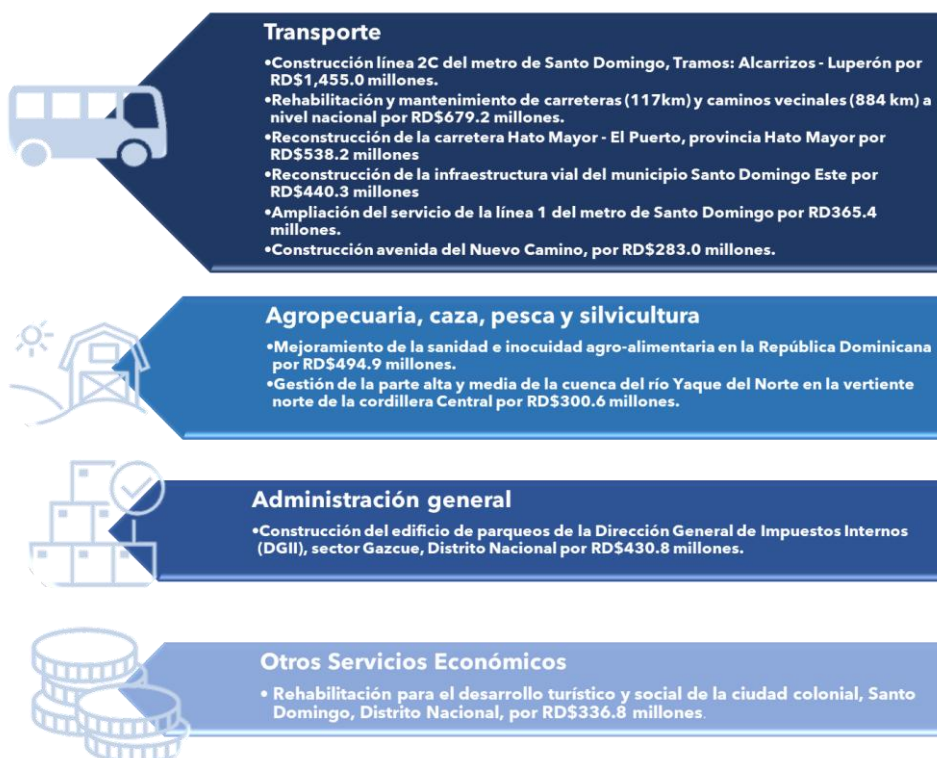 Transporte
•Construcción línea 2C del metro de Santo Domingo, Tramos: Alcarrizos - Luperón por
RD$1,455.0 millones.
•Rehabilitación y mantenimiento de carreteras (117km) y caminos vecinales (884 km) a
nivel nacional por RD$679.2 millones.
•Reconstrucción de la carretera Hato Mayor - El Puerto, provincia Hato Mayor por
RD$538.2 millones
•Reconstrucción de la infraestructura vial del municipio Santo Domingo Este por
RD$440.3 millones
•Ampliación del servicio de la línea 1 del metro de Santo Domingo por RD365.4
millones.
•Construcción avenida del Nuevo Camino, por RD$283.0 millones.
Agropecuaria, caza, pesca y silvicultura
•Mejoramiento de la sanidad e inocuidad agro-alimentaria en la República Dominicana
por RD$494.9 millones.
•Gestión de la parte alta y media de la cuenca del río Yaque del Norte en la vertiente
norte de la cordillera Central por RD$300.6 millones.
Administración general
•Construcción del edificio de parqueos de la Dirección General de Impuestos Internos
(DGII), sector Gazcue, Distrito Nacional por RD$430.8 millones.
Otros Servicios Económicos
• Rehabilitación para el desarrollo turístico y social de la ciudad colonial, Santo
Domingo, Distrito Nacional, por RD$336.8 millones.